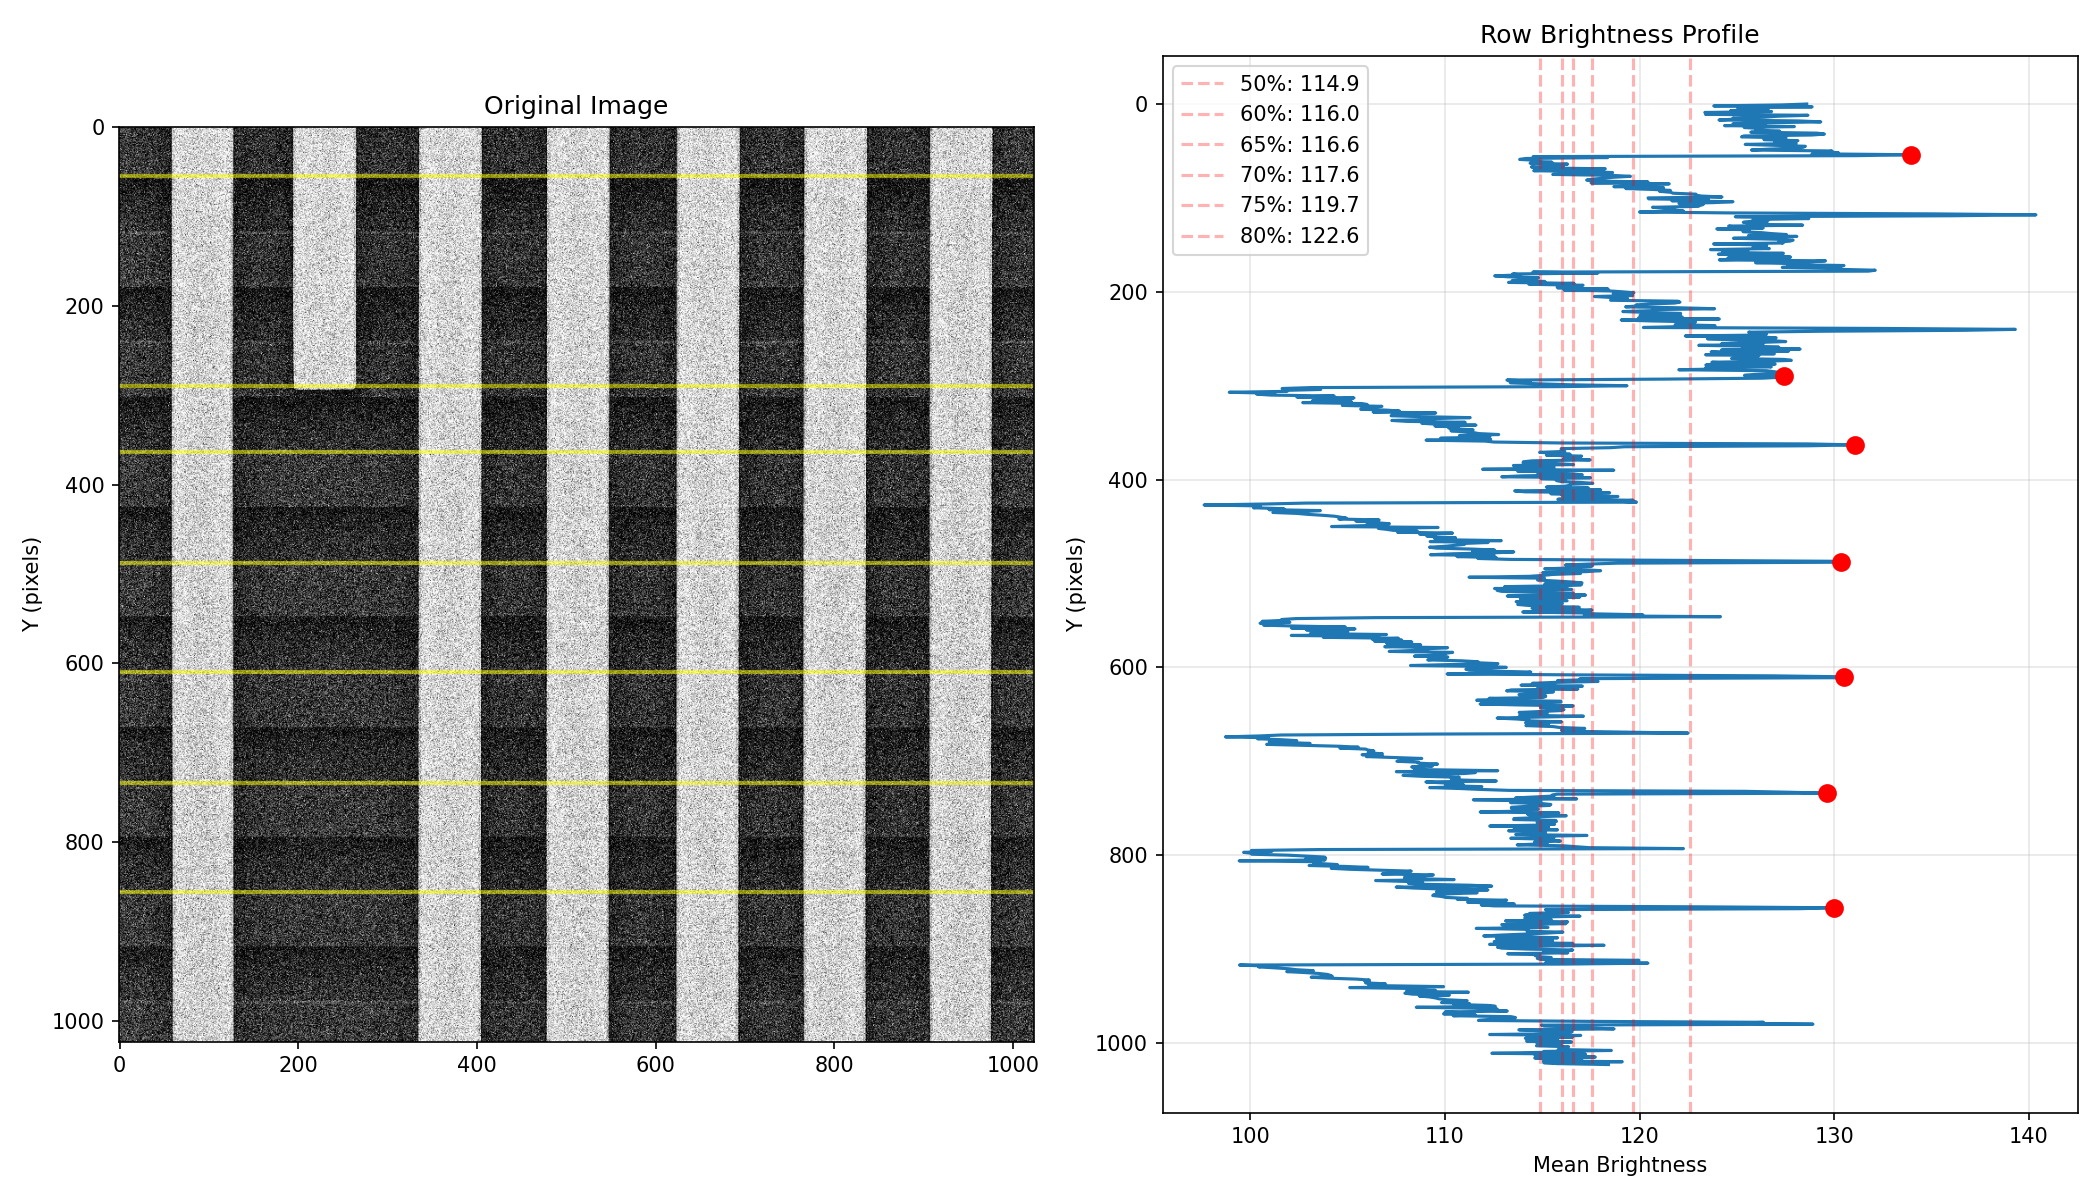 Original Image
0
200
400
600
800
1000
Y (pixels)
0 200 400 600 800 1000
Row Brightness Profile
50%: 114.9
60%: 116.0
65%: 116.6
70%: 117.6
75%: 119.7
80%: 122.6
0
200
400
600
800
1000
Y (pixels)
100 110 120 130 140
Mean Brightness